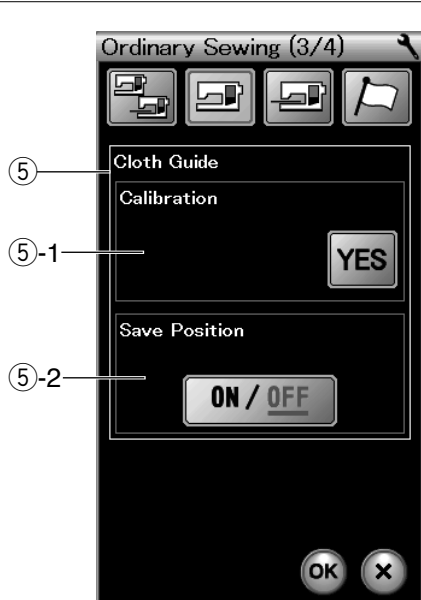 Ordinary Sewing (3/4)
⑤
Cloth Guide
Calibration
⑤-1
YES
Save Position
⑤-2
ON / OFF
OK ×